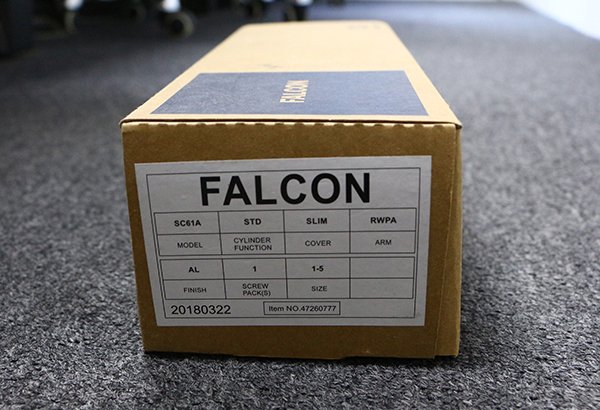 FALCON
FALCON
SC61A STD SLIM RWPA
MODEL CYLINDER FUNCTION COVER ARM
AL 1 1-5
FINISH SCREW PACK(S) SIZE
20180322 Item NO.47260777